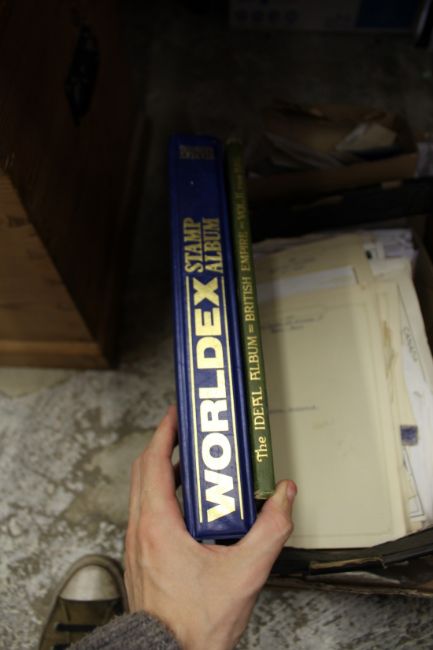 WORLDEX
STAMP
ALBUM
The IDEAL ALBUM = BRITISH EMPIRE = VOL. II